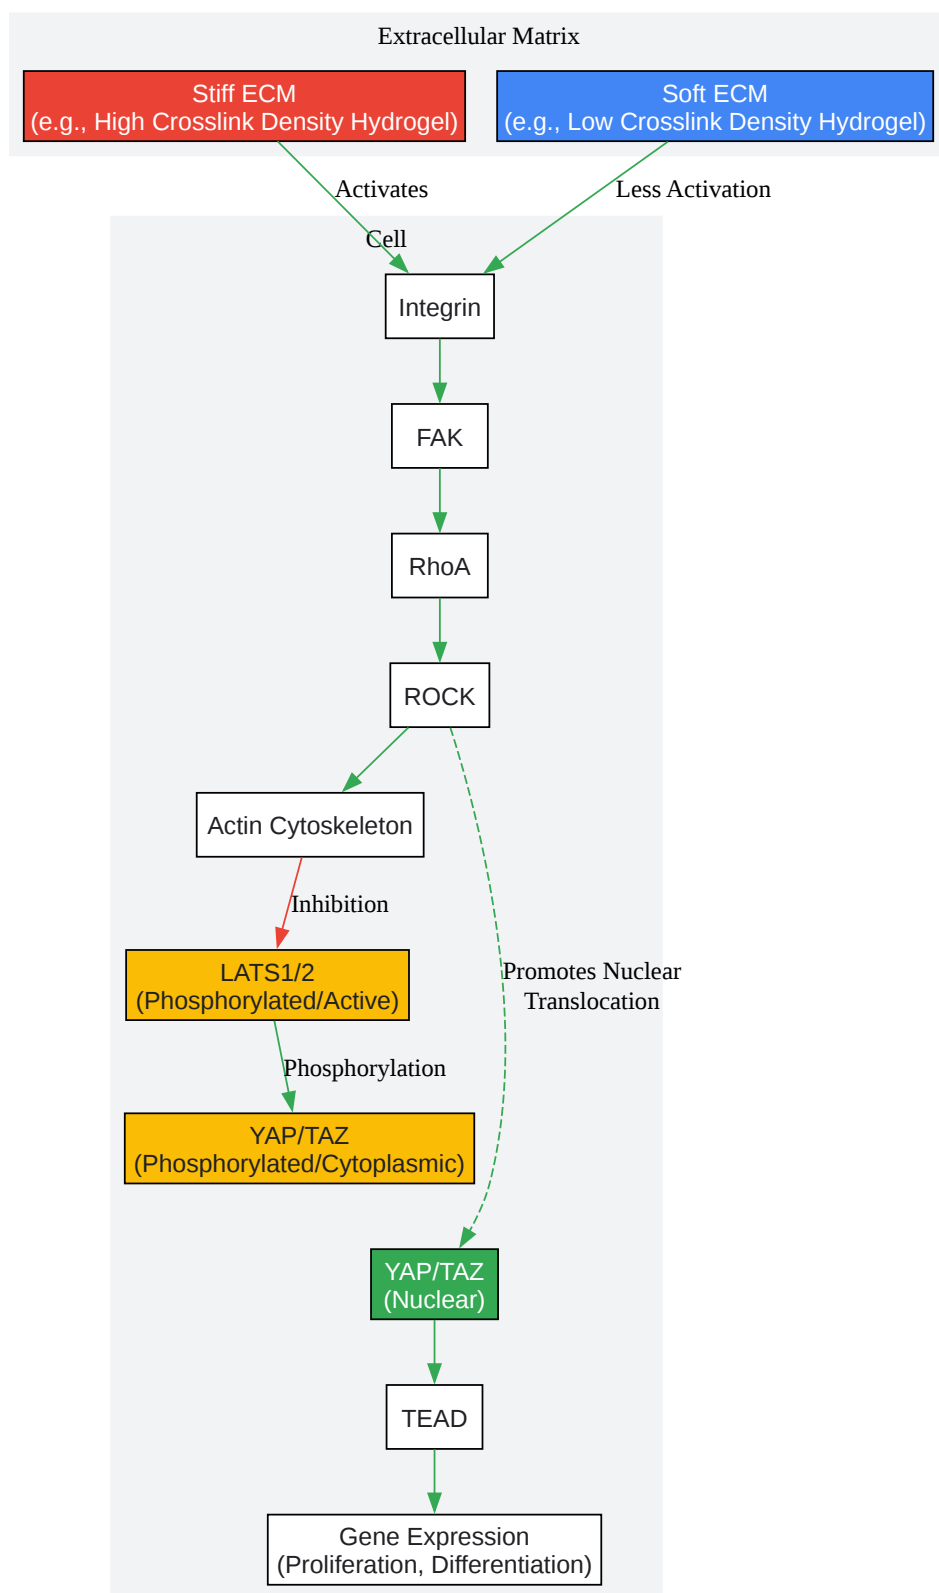 Extracellular Matrix
Stiff ECM
(e.g., High Crosslink Density Hydrogel)
Soft ECM
(e.g., Low Crosslink Density Hydrogel)
Activates
Less Activation
Cell
Integrin
FAK
RhoA
ROCK
Actin Cytoskeleton
Inhibition
LATS1/2
(Phosphorylated/Active)
Promotes Nuclear
Translocation
Phosphorylation
YAP/TAZ
(Phosphorylated/Cytoplasmic)
YAP/TAZ
(Nuclear)
TEAD
Gene Expression
(Proliferation, Differentiation)